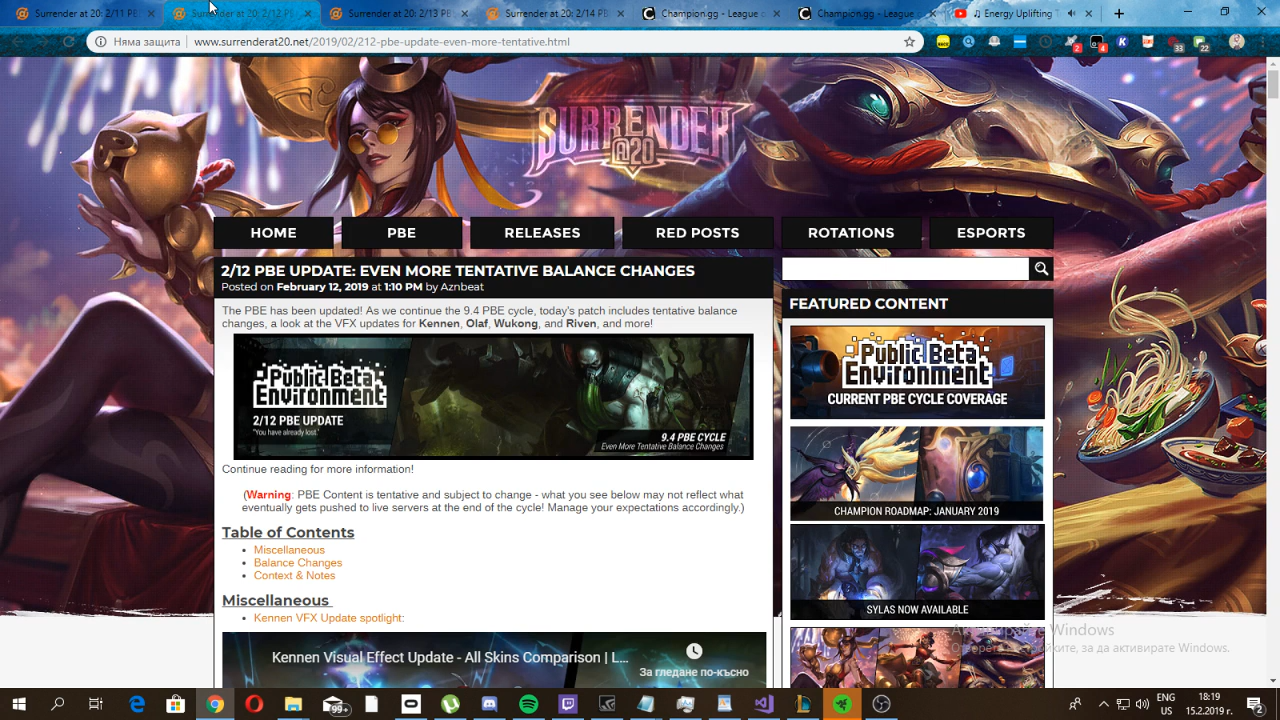 Surrender at 20: 2/11 PB
Surrender at 20: 2/12 PB
Surrender at 20: 2/13 PB
Surrender at 20: 2/14 PB
Champion.gg - League o
Champion.gg - League o
♫ Energy Uplifting
Няма защита
www.surrenderat20.net/2019/02/212-pbe-update-even-more-tentative.html
2
33
22
SURRENDER
@20
HOME
PBE
RELEASES
RED POSTS
ROTATIONS
ESPORTS
2/12 PBE UPDATE: EVEN MORE TENTATIVE BALANCE CHANGES
Posted on February 12, 2019 at 1:10 PM by Aznbeat
The PBE has been updated! As we continue the 9.4 PBE cycle, today's patch includes tentative balance
changes, a look at the VFX updates for Kennen, Olaf, Wukong, and Riven, and more!
Public Beta
Environment
2/12 PBE UPDATE
"You have already lost."
9.4 PBE CYCLE
Even More Tentative Balance Changes
Continue reading for more information!
(Warning: PBE Content is tentative and subject to change - what you see below may not reflect what
eventually gets pushed to live servers at the end of the cycle! Manage your expectations accordingly.)
Table of Contents
• Miscellaneous
• Balance Changes
• Context & Notes
Miscellaneous
• Kennen VFX Update spotlight:
Kennen Visual Effect Update - All Skins Comparison | L...
За гледане по-късно
FEATURED CONTENT
Public Beta
Environment
CURRENT PBE CYCLE COVERAGE
CHAMPION ROADMAP: JANUARY 2019
SYLAS NOW AVAILABLE
Windows
за да активирате Windows.
99+
ENG
US
18:19
15.2.2019 г.
2